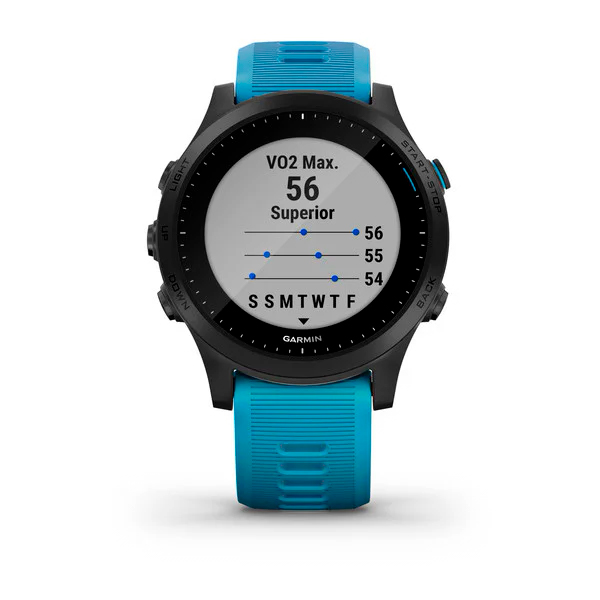 VO2 Max.
56
Superior
56
55
54
S S M T W T F
GARMIN
LIGHT
UP
DOWN
START·STOP
BACK